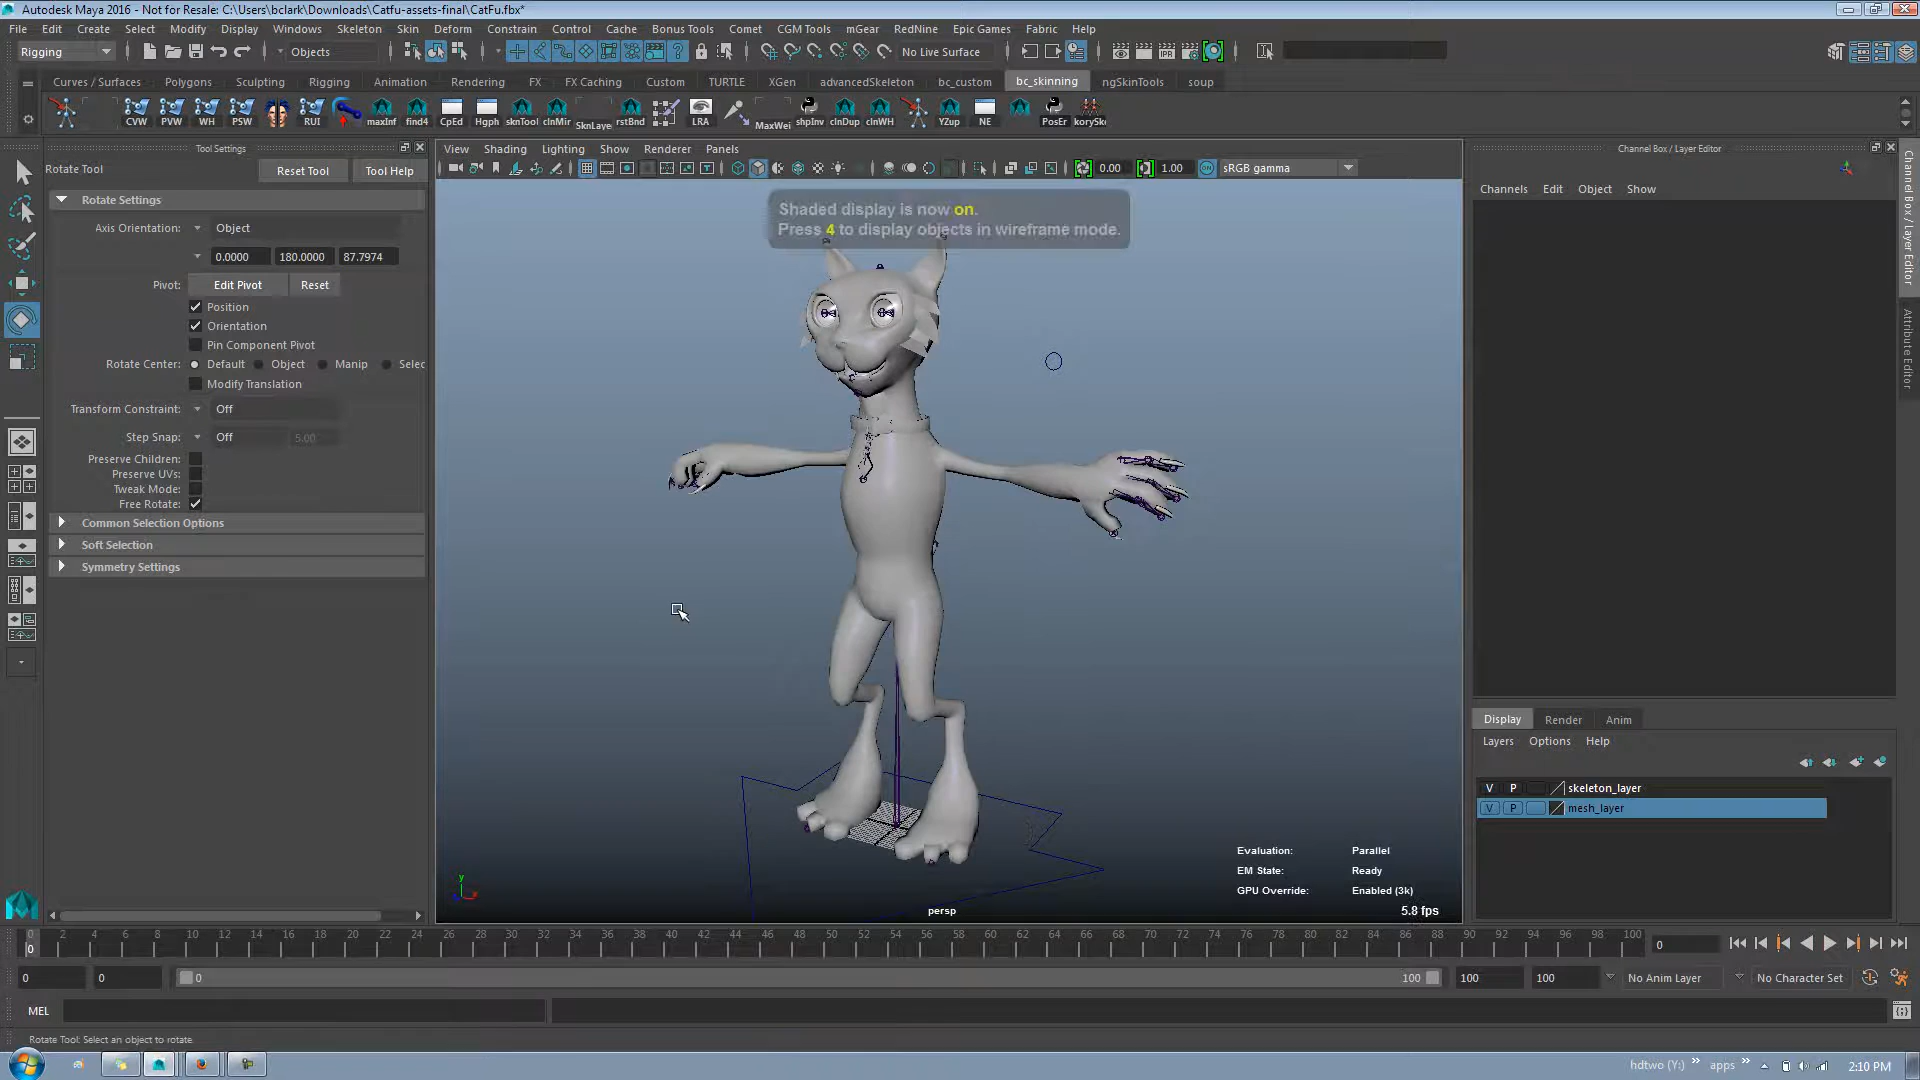 Autodesk Maya 2016 - Not for Resale: C:\Users\bclark\Downloads\Catfu-assets-final\CatFu.fbx*
File Edit Create Select Modify Display Windows Skeleton Skin Deform Constrain Control Cache Bonus Tools Comet CGM Tools mGear RedNine Epic Games Fabric Help
Rigging Objects No Live Surface
Curves / Surfaces Polygons Sculpting Rigging Animation Rendering FX FX Caching Custom TURTLE XGen advancedSkeleton bc_custom bc_skinning ngSkinTools soup
CVW PVW WH PSW RUI maxInf find4 CpEd Hgph sknTool clnMir SknLaye rstBnd LRA MaxWei shpInv clnDup clnWH YZup NE PosEr korySk
Tool Settings
Rotate Tool Reset Tool Tool Help
Rotate Settings
Axis Orientation: Object
0.0000 180.0000 87.7974
Pivot: Edit Pivot Reset
Position
Orientation
Pin Component Pivot
Rotate Center: Default Object Manip Selec
Modify Translation
Transform Constraint: Off
Step Snap: Off 5.00
Preserve Children:
Preserve UVs:
Tweak Mode:
Free Rotate:
Common Selection Options
Soft Selection
Symmetry Settings
View Shading Lighting Show Renderer Panels
0.00 1.00 sRGB gamma
Shaded display is now on.
Press 4 to display objects in wireframe mode.
Evaluation: Parallel
EM State: Ready
GPU Override: Enabled (3k)
persp
5.8 fps
y
Channel Box / Layer Editor
Channels Edit Object Show
Channel Box / Layer Editor
Attribute Editor
Display Render Anim
Layers Options Help
V P skeleton_layer
V P mesh_layer
0 2 4 6 8 10 12 14 16 18 20 22 24 26 28 30 32 34 36 38 40 42 44 46 48 50 52 54 56 58 60 62 64 66 68 70 72 74 76 78 80 82 84 86 88 90 92 94 96 98 100
0 0
0 0 0 100 100 100 No Anim Layer No Character Set
MEL
Rotate Tool: Select an object to rotate.
hdtwo (Y:) » apps » 2:10 PM